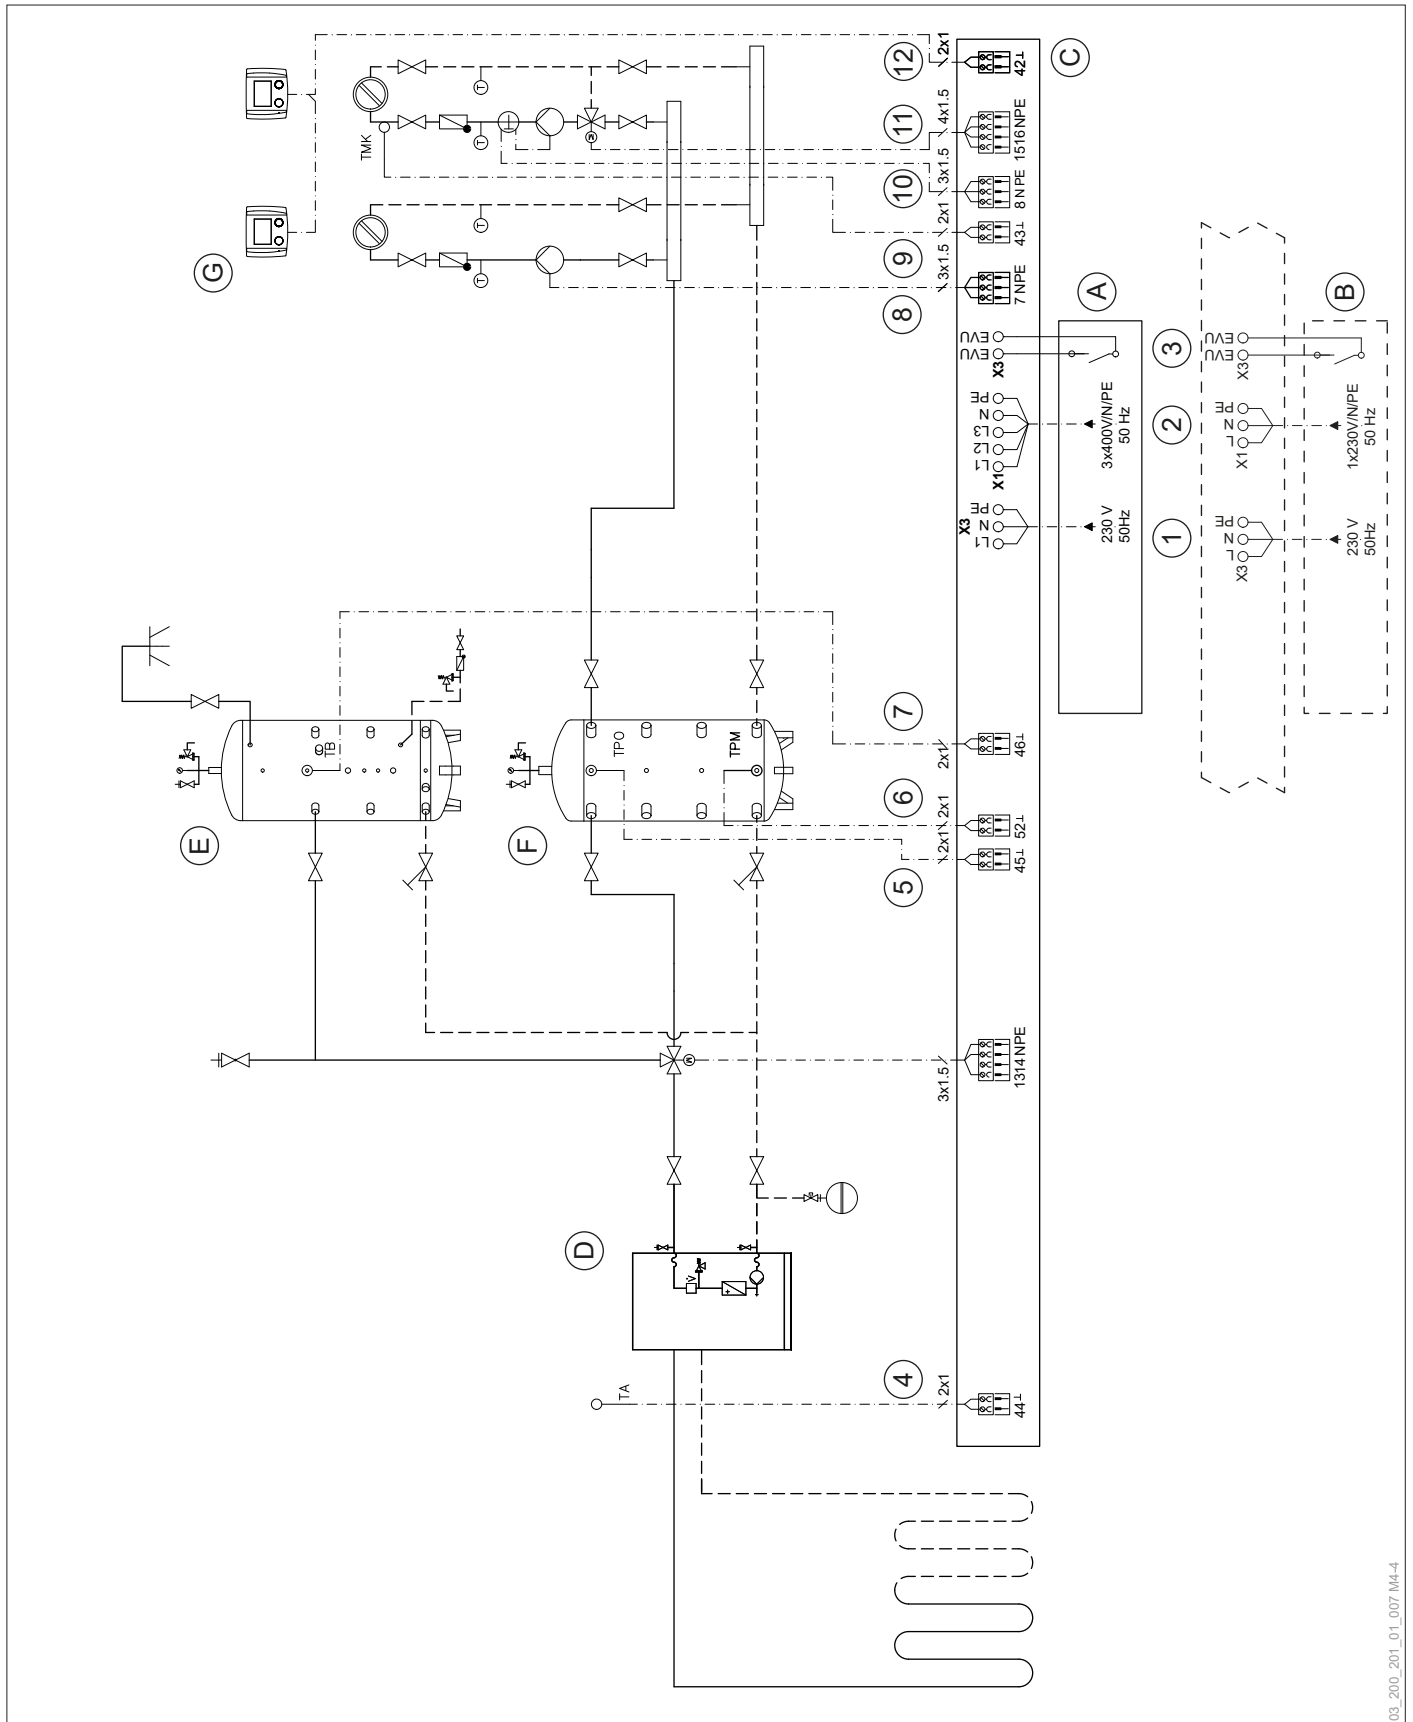 G
TMK
T
T
T
T
M
12
2x1
42⊥
C
11
4x1.5
1516 NPE
10
3x1.5
8 N PE
2x1
43⊥
9
3x1.5
7 NPE
8
EVU
EVU
X3
A
3
EVU
EVU
X3
B
PE
N
L3
L2
L1
X1
3x400V/N/PE
50 Hz
2
PE
N
L
X1
1x230V/N/PE
50 Hz
X3
PE
N
L1
230 V
50Hz
1
PE
N
L
X3
230 V
50Hz
E
TB
7
2x1
46⊥
F
TPO
TPM
6
2x1
52⊥
2x1
45⊥
5
M
3x1.5
1314 NPE
D
V̇
TA
4
2x1
44⊥
03_200_201_01_007 M4-4